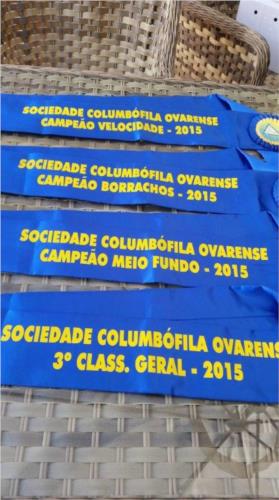 SOCIEDADE COLUMBÓFILA OVARENSE
CAMPEÃO VELOCIDADE - 2015
SOCIEDADE COLUMBÓFILA OVARENSE
CAMPEÃO BORRACHOS - 2015
SOCIEDADE COLUMBÓFILA OVARENSE
CAMPEÃO MEIO FUNDO - 2015
SOCIEDADE COLUMBÓFILA OVARENS
3º CLASS. GERAL - 2015